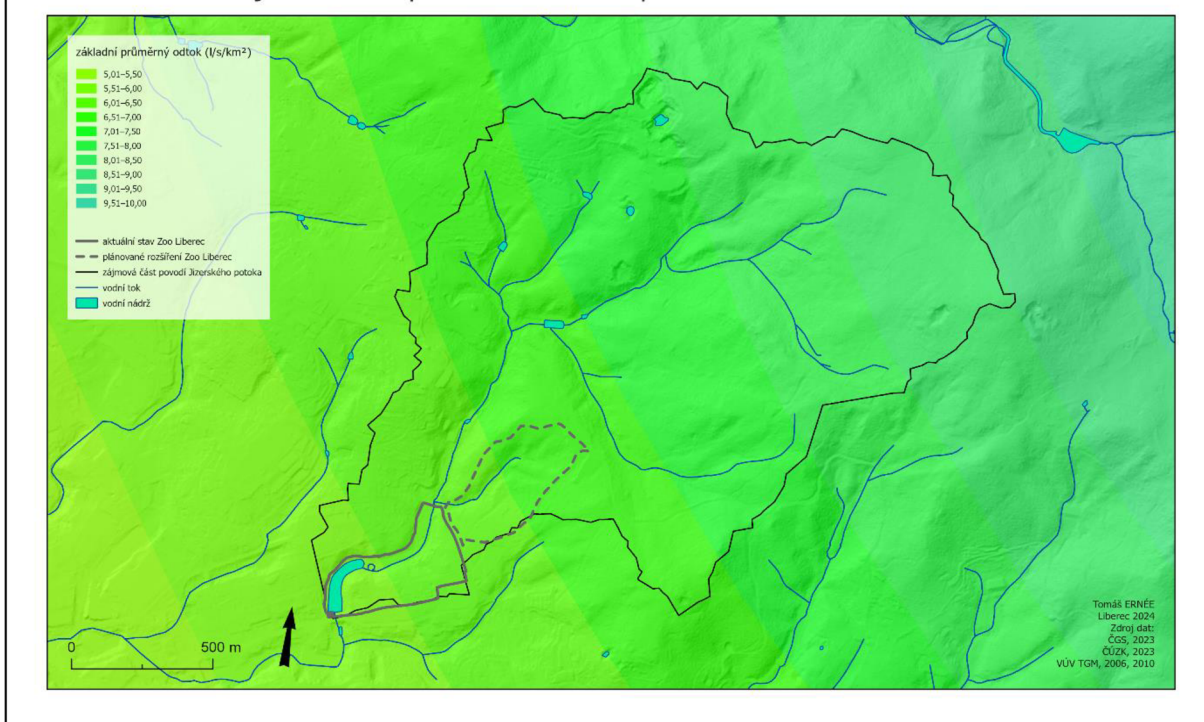 základní průměrný odtok (l/s/km²)
5,01–5,50
5,51–6,00
6,01–6,50
6,51–7,00
7,01–7,50
7,51–8,00
8,01–8,50
8,51–9,00
9,01–9,50
9,51–10,00
aktuální stav Zoo Liberec
plánované rozšíření Zoo Liberec
zájmová část povodí Jizerského potoka
vodní tok
vodní nádrž
0
500 m
Tomáš ERNÉE
Liberec 2024
Zdroj dat:
ČGS, 2023
ČÚZK, 2023
VÚV TGM, 2006, 2010